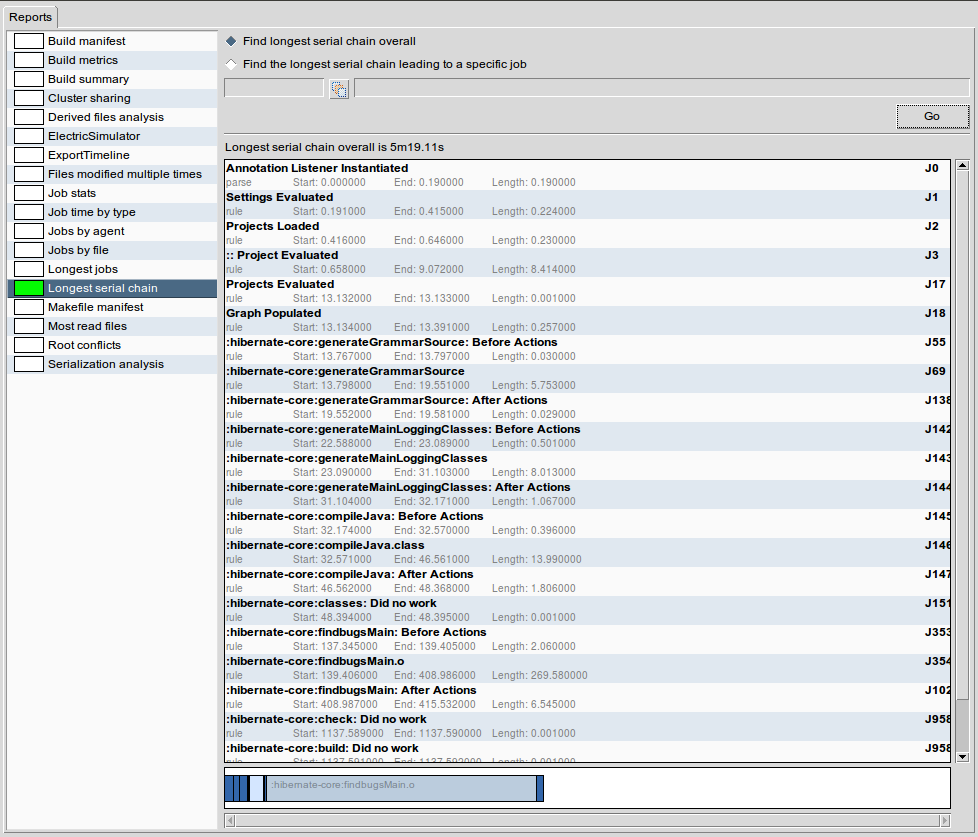 Reports
Build manifest
Build metrics
Build summary
Cluster sharing
Derived files analysis
ElectricSimulator
ExportTimeline
Files modified multiple times
Job stats
Job time by type
Jobs by agent
Jobs by file
Longest jobs
Longest serial chain
Makefile manifest
Most read files
Root conflicts
Serialization analysis
Find longest serial chain overall
Find the longest serial chain leading to a specific job
Go
Longest serial chain overall is 5m19.11s
Annotation Listener Instantiated J0
parse Start: 0.000000 End: 0.190000 Length: 0.190000
Settings Evaluated J1
rule Start: 0.191000 End: 0.415000 Length: 0.224000
Projects Loaded J2
rule Start: 0.416000 End: 0.646000 Length: 0.230000
:: Project Evaluated J3
rule Start: 0.658000 End: 9.072000 Length: 8.414000
Projects Evaluated J17
rule Start: 13.132000 End: 13.133000 Length: 0.001000
Graph Populated J18
rule Start: 13.134000 End: 13.391000 Length: 0.257000
:hibernate-core:generateGrammarSource: Before Actions J55
rule Start: 13.767000 End: 13.797000 Length: 0.030000
:hibernate-core:generateGrammarSource J69
rule Start: 13.798000 End: 19.551000 Length: 5.753000
:hibernate-core:generateGrammarSource: After Actions J138
rule Start: 19.552000 End: 19.581000 Length: 0.029000
:hibernate-core:generateMainLoggingClasses: Before Actions J142
rule Start: 22.588000 End: 23.089000 Length: 0.501000
:hibernate-core:generateMainLoggingClasses J143
rule Start: 23.090000 End: 31.103000 Length: 8.013000
:hibernate-core:generateMainLoggingClasses: After Actions J144
rule Start: 31.104000 End: 32.171000 Length: 1.067000
:hibernate-core:compileJava: Before Actions J145
rule Start: 32.174000 End: 32.570000 Length: 0.396000
:hibernate-core:compileJava.class J146
rule Start: 32.571000 End: 46.561000 Length: 13.990000
:hibernate-core:compileJava: After Actions J147
rule Start: 46.562000 End: 48.368000 Length: 1.806000
:hibernate-core:classes: Did no work J151
rule Start: 48.394000 End: 48.395000 Length: 0.001000
:hibernate-core:findbugsMain: Before Actions J353
rule Start: 137.345000 End: 139.405000 Length: 2.060000
:hibernate-core:findbugsMain.o J354
rule Start: 139.406000 End: 408.986000 Length: 269.580000
:hibernate-core:findbugsMain: After Actions J102
rule Start: 408.987000 End: 415.532000 Length: 6.545000
:hibernate-core:check: Did no work J958
rule Start: 1137.589000 End: 1137.590000 Length: 0.001000
:hibernate-core:build: Did no work J958
rule Start: 1137.591000 End: 1137.592000 Length: 0.001000
:hibernate-core:findbugsMain.o